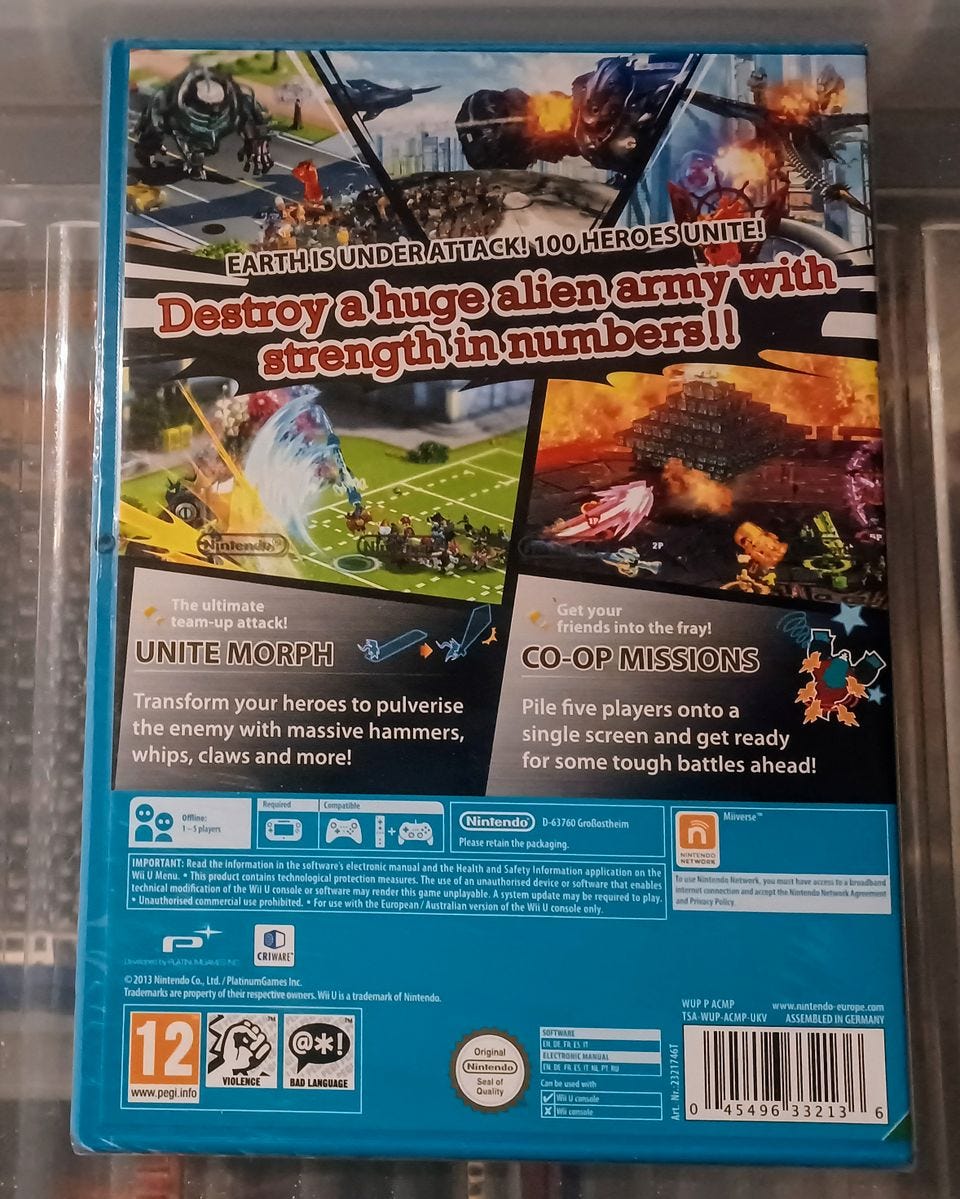 EARTH IS UNDER ATTACK! 100 HEROES UNITE!
Destroy a huge alien army with
strength in numbers!!
Nintendo
1P
2P
The ultimate
team-up attack!
UNITE MORPH
Transform your heroes to pulverise
the enemy with massive hammers,
whips, claws and more!
Get your
friends into the fray!
CO-OP MISSIONS
Pile five players onto a
single screen and get ready
for some tough battles ahead!
Offline:
1 – 5 players
Required
Compatible
Nintendo
D-63760 Großostheim
Please retain the packaging.
NINTENDO
NETWORK
Miiverse™
IMPORTANT: Read the information in the software's electronic manual and the Health and Safety Information application on the
Wii U Menu. • This product contains technological protection measures. The use of an unauthorised device or software that enables
technical modification of the Wii U console or software may render this game unplayable. A system update may be required to play.
• Unauthorised commercial use prohibited. • For use with the European / Australian version of the Wii U console only.
To use Nintendo Network, you must have access to a broadband
internet connection and accept the Nintendo Network Agreement
and Privacy Policy.
Developed by PLATINUMGAMES INC.
CRIWARE™
© 2013 Nintendo Co., Ltd. / PlatinumGames Inc.
Trademarks are property of their respective owners. Wii U is a trademark of Nintendo.
12
www.pegi.info
VIOLENCE
@*!
BAD LANGUAGE
Original
Nintendo
Seal of
Quality
SOFTWARE
EN, DE, FR, ES, IT
ELECTRONIC MANUAL
EN, DE, FR, ES, IT, NL, PT, RU
Can be used with
Wii U console
Wii console
WUP P ACMP
TSA-WUP-ACMP-UKV
www.nintendo-europe.com
ASSEMBLED IN GERMANY
Art. Nr.: 2321746T
0 45496 33213 6